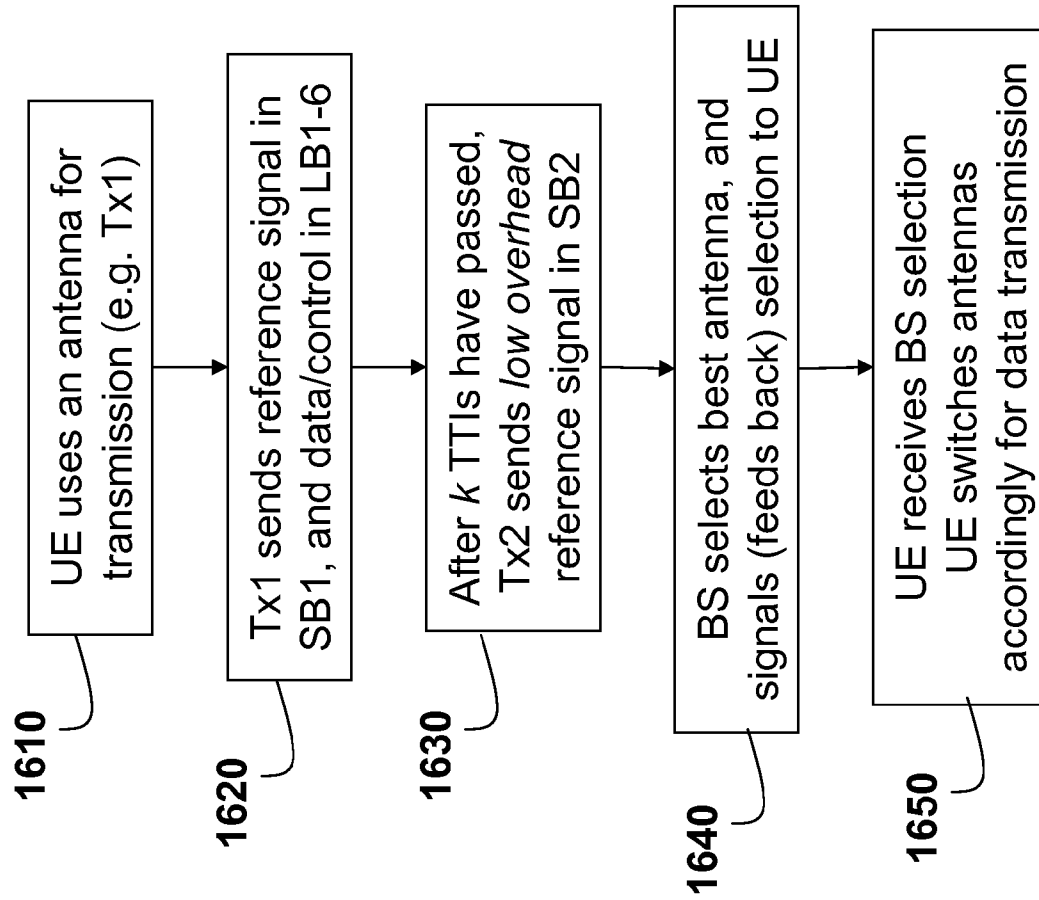 1610
UE uses an antenna for
transmission (e.g. Tx1)
1620
Tx1 sends reference signal in
SB1, and data/control in LB1-6
1630
After k TTIs have passed,
Tx2 sends low overhead
reference signal in SB2
1640
BS selects best antenna, and
signals (feeds back) selection to UE
1650
UE receives BS selection
UE switches antennas
accordingly for data transmission